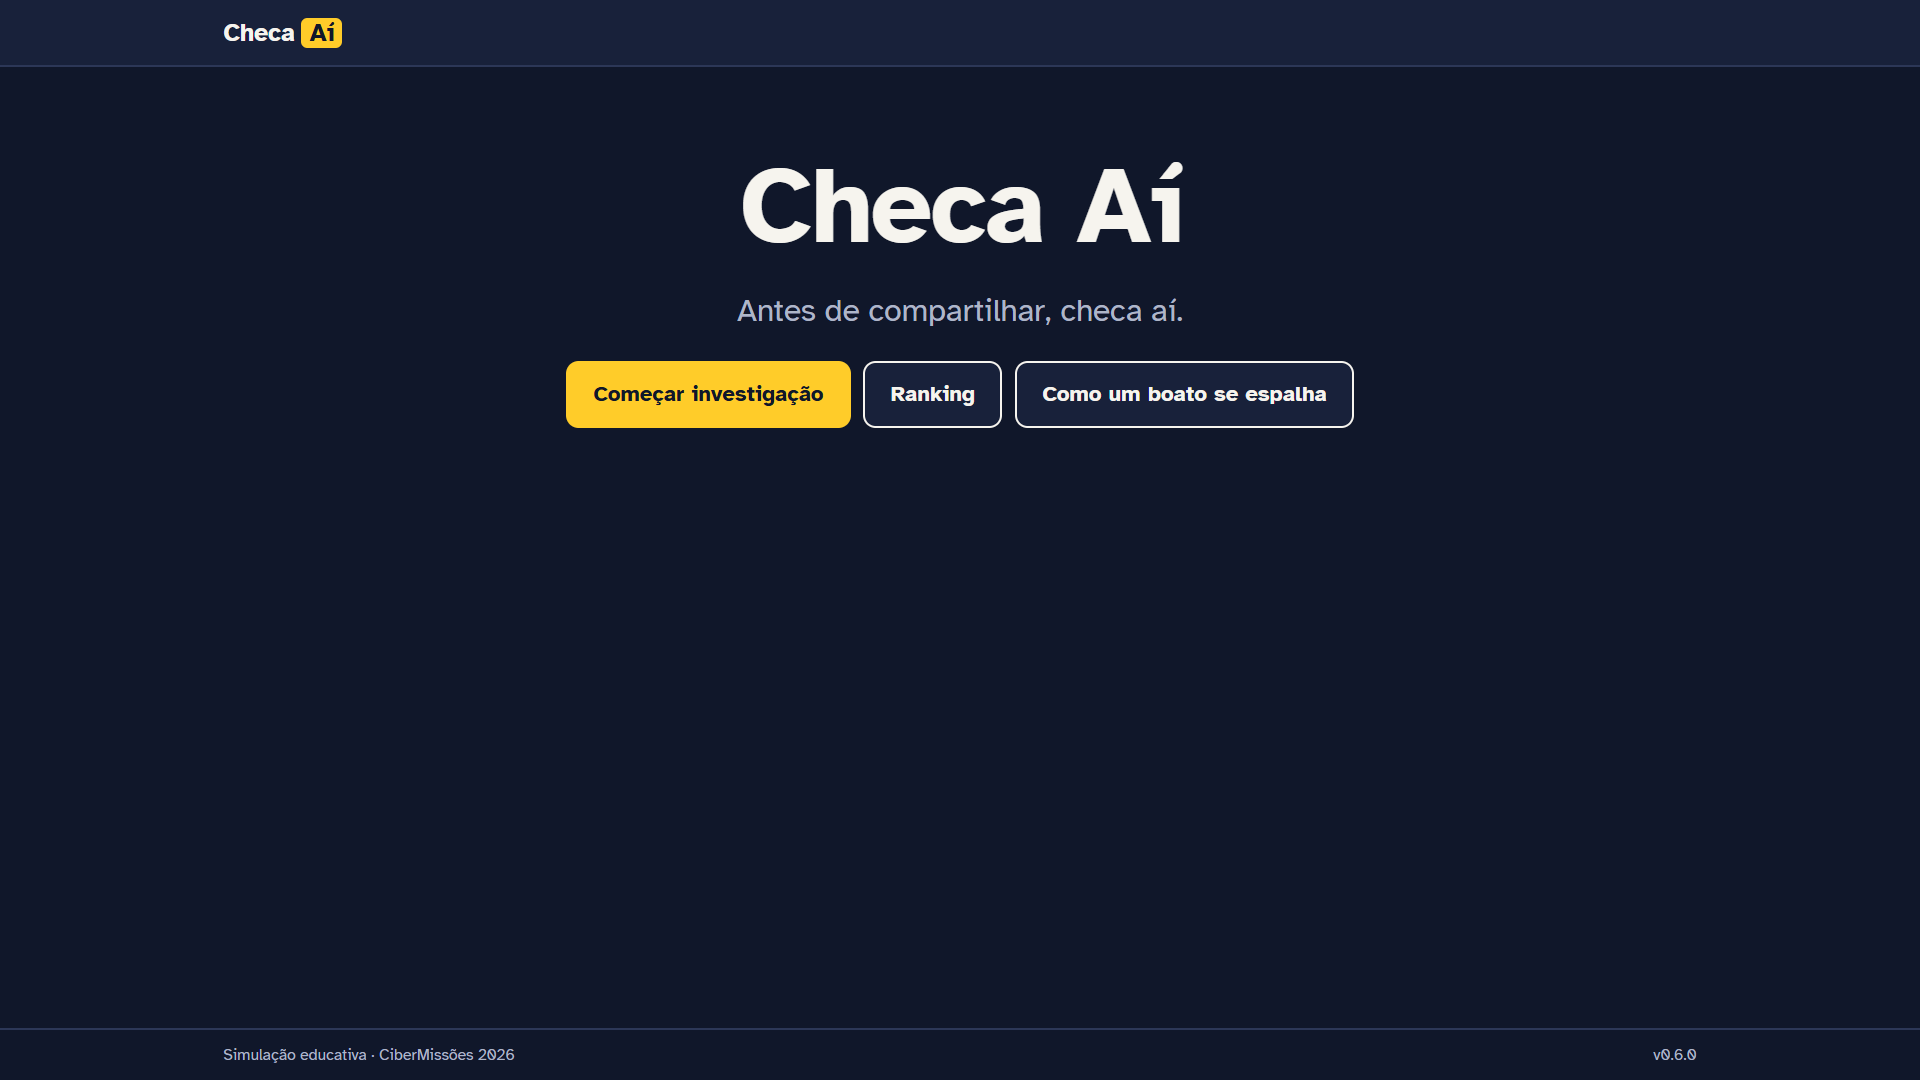 Checa Aí
Checa Aí
Antes de compartilhar, checa aí.
Começar investigação
Ranking
Como um boato se espalha
Simulação educativa · CiberMissões 2026
v0.6.0